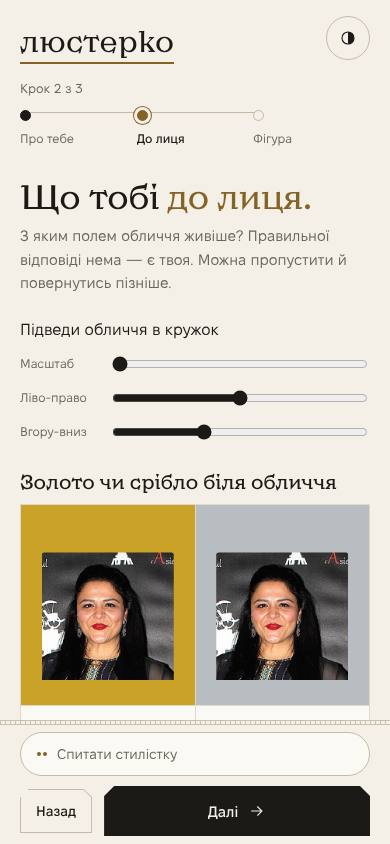 люстерко
Крок 2 з 3
Про тебе
До лиця
Фігура
Що тобі до лиця.
З яким полем обличчя живіше? Правильної
відповіді нема — є твоя. Можна пропустити й
повернутись пізніше.
Підведи обличчя в кружок
Масштаб
Ліво-право
Вгору-вниз
Золото чи срібло біля обличчя
Спитати стилістку
Назад
Далі →